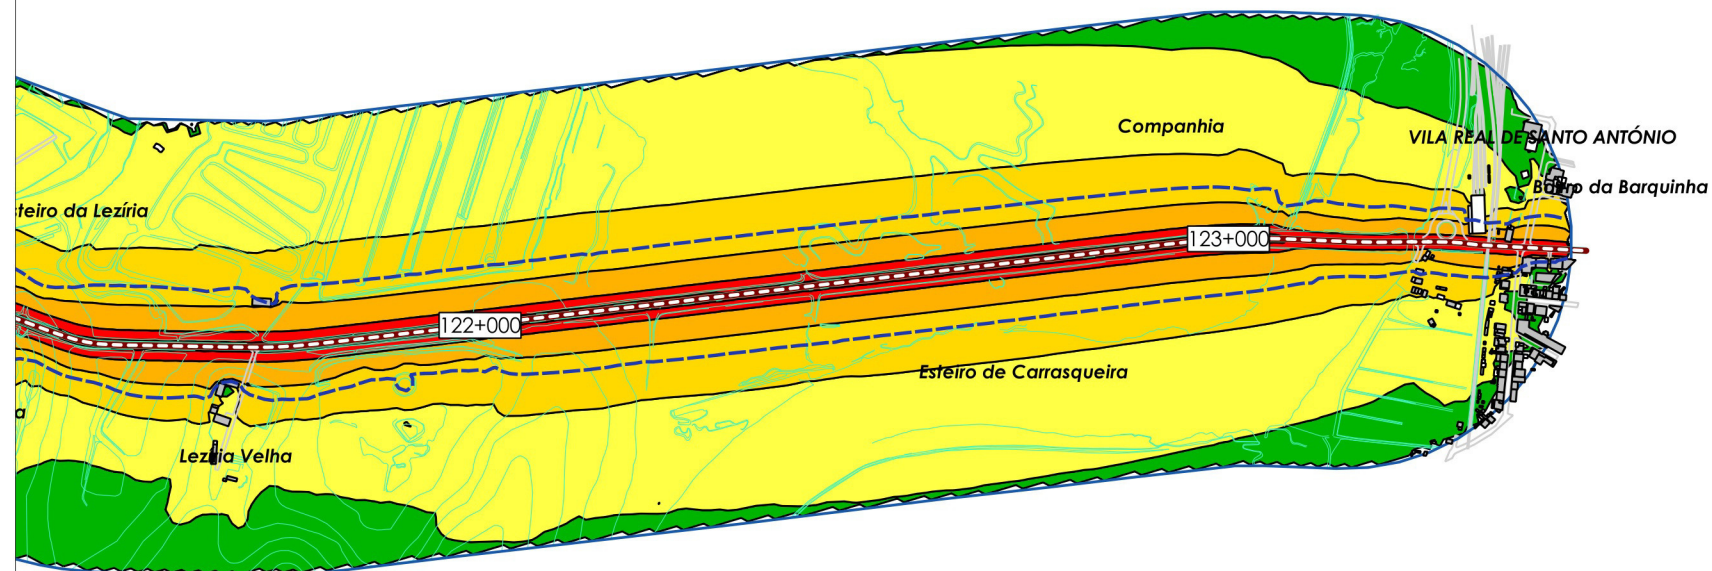 Companhia
VILA REAL DE SANTO ANTÓNIO
Bairro da Barquinha
steiro da Lezíria
123+000
122+000
Esteiro de Carrasqueira
a
Lezíria Velha